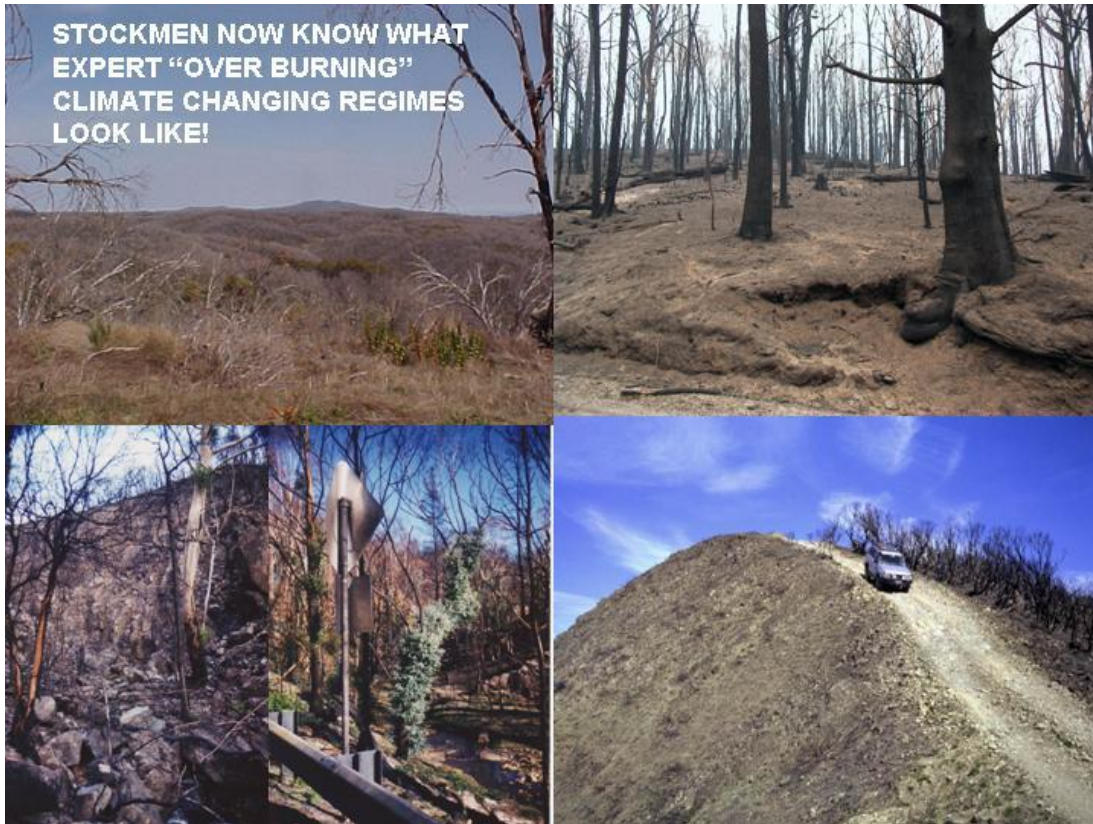 STOCKMEN NOW KNOW WHAT
EXPERT “OVER BURNING”
CLIMATE CHANGING REGIMES
LOOK LIKE!